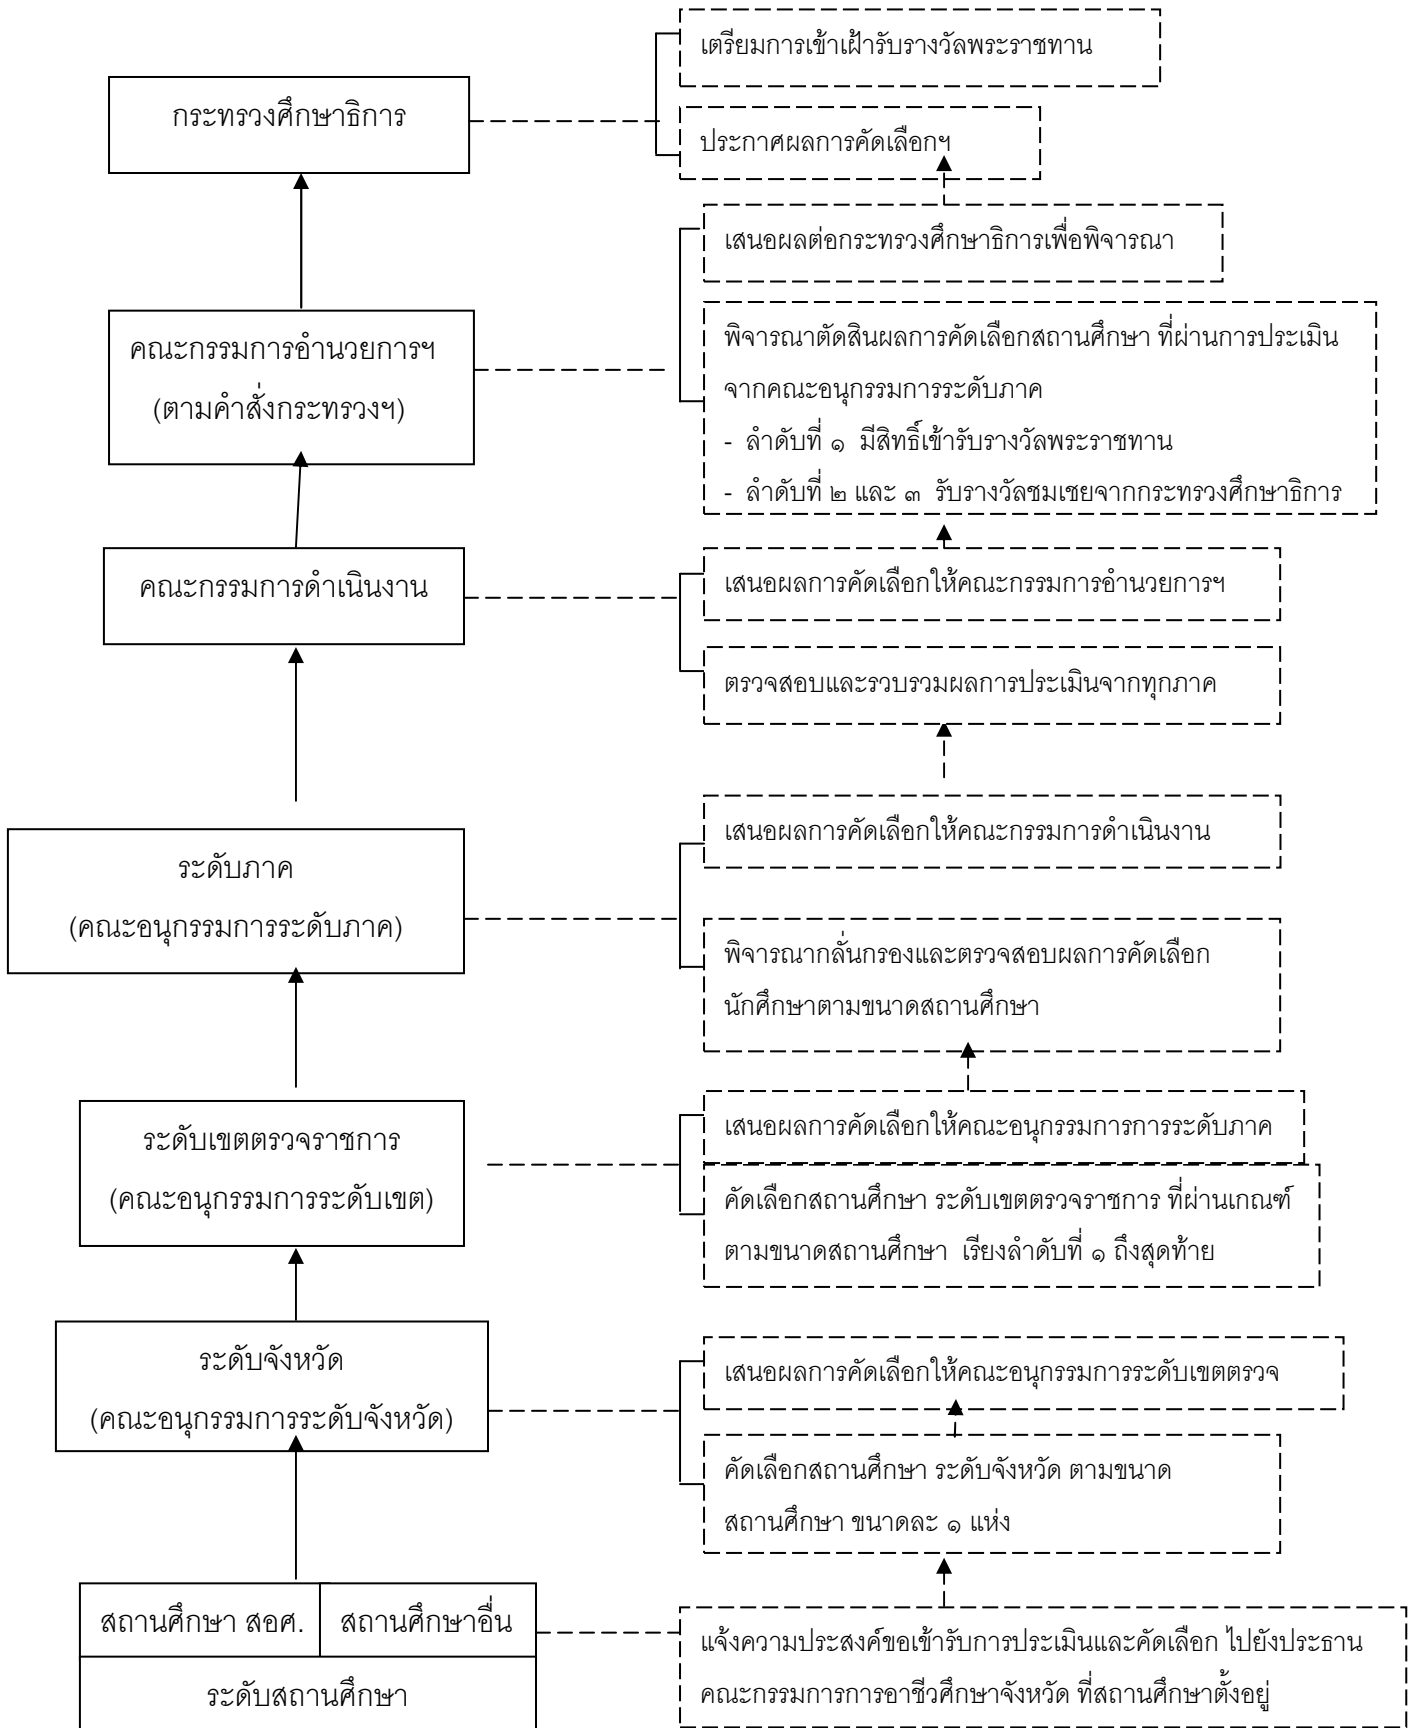 เตรียมการเข้าเฝ้ารับรางวัลพระราชทาน
กระทรวงศึกษาธิการ
ประกาศผลการคัดเลือกฯ
เสนอผลต่อกระทรวงศึกษาธิการเพื่อพิจารณา
คณะกรรมการอำนวยการฯ
(ตามคำสั่งกระทรวงฯ)
พิจารณาตัดสินผลการคัดเลือกสถานศึกษา ที่ผ่านการประเมิน
จากคณะอนุกรรมการระดับภาค
- ลำดับที่ ๑ มีสิทธิ์เข้ารับรางวัลพระราชทาน
- ลำดับที่ ๒ และ ๓ รับรางวัลชมเชยจากกระทรวงศึกษาธิการ
คณะกรรมการดำเนินงาน
เสนอผลการคัดเลือกให้คณะกรรมการอำนวยการฯ
ตรวจสอบและรวบรวมผลการประเมินจากทุกภาค
ระดับภาค
(คณะอนุกรรมการระดับภาค)
เสนอผลการคัดเลือกให้คณะกรรมการดำเนินงาน
พิจารณากลั่นกรองและตรวจสอบผลการคัดเลือก
นักศึกษาตามขนาดสถานศึกษา
ระดับเขตตรวจราชการ
(คณะอนุกรรมการระดับเขต)
เสนอผลการคัดเลือกให้คณะอนุกรรมการการระดับภาค
คัดเลือกสถานศึกษา ระดับเขตตรวจราชการ ที่ผ่านเกณฑ์
ตามขนาดสถานศึกษา เรียงลำดับที่ ๑ ถึงสุดท้าย
ระดับจังหวัด
(คณะอนุกรรมการระดับจังหวัด)
เสนอผลการคัดเลือกให้คณะอนุกรรมการระดับเขตตรวจ
คัดเลือกสถานศึกษา ระดับจังหวัด ตามขนาด
สถานศึกษา ขนาดละ ๑ แห่ง
สถานศึกษา สอศ.
สถานศึกษาอื่น
ระดับสถานศึกษา
แจ้งความประสงค์ขอเข้ารับการประเมินและคัดเลือก ไปยังประธาน
คณะกรรมการการอาชีวศึกษาจังหวัด ที่สถานศึกษาตั้งอยู่